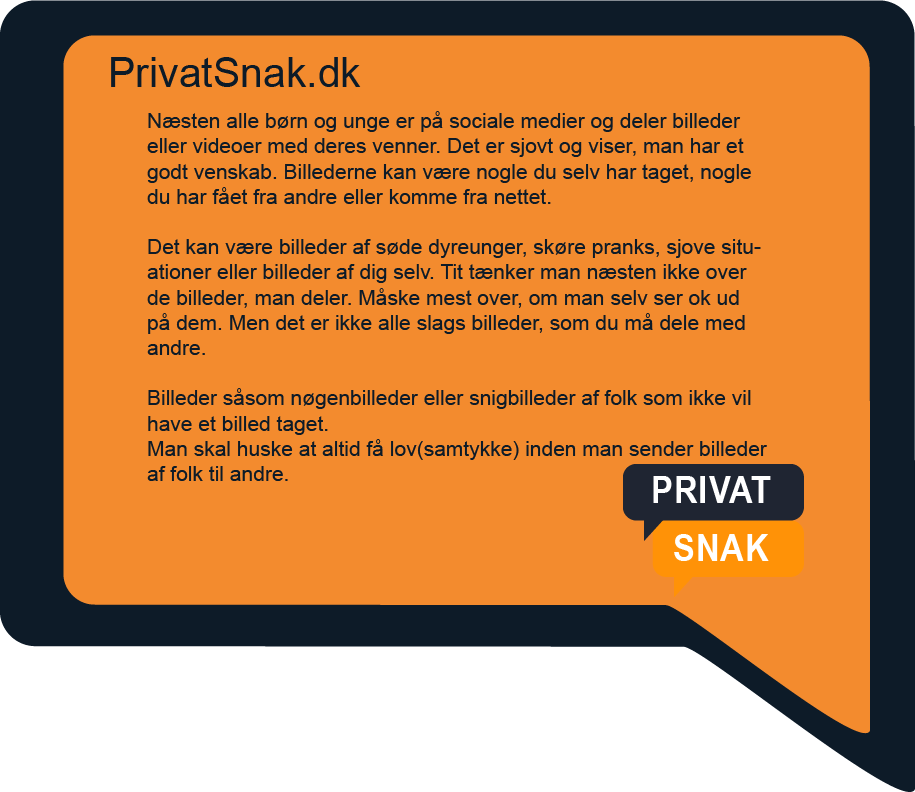 PrivatSnak.dk
Næsten alle børn og unge er på sociale medier og deler billeder
eller videoer med deres venner. Det er sjovt og viser, man har et
godt venskab. Billederne kan være nogle du selv har taget, nogle
du har fået fra andre eller komme fra nettet.
Det kan være billeder af søde dyreunger, skøre pranks, sjove situ-
ationer eller billeder af dig selv. Tit tænker man næsten ikke over
de billeder, man deler. Måske mest over, om man selv ser ok ud
på dem. Men det er ikke alle slags billeder, som du må dele med
andre.
Billeder såsom nøgenbilleder eller snigbilleder af folk som ikke vil
have et billed taget.
Man skal huske at altid få lov(samtykke) inden man sender billeder
af folk til andre.
PRIVAT
SNAK